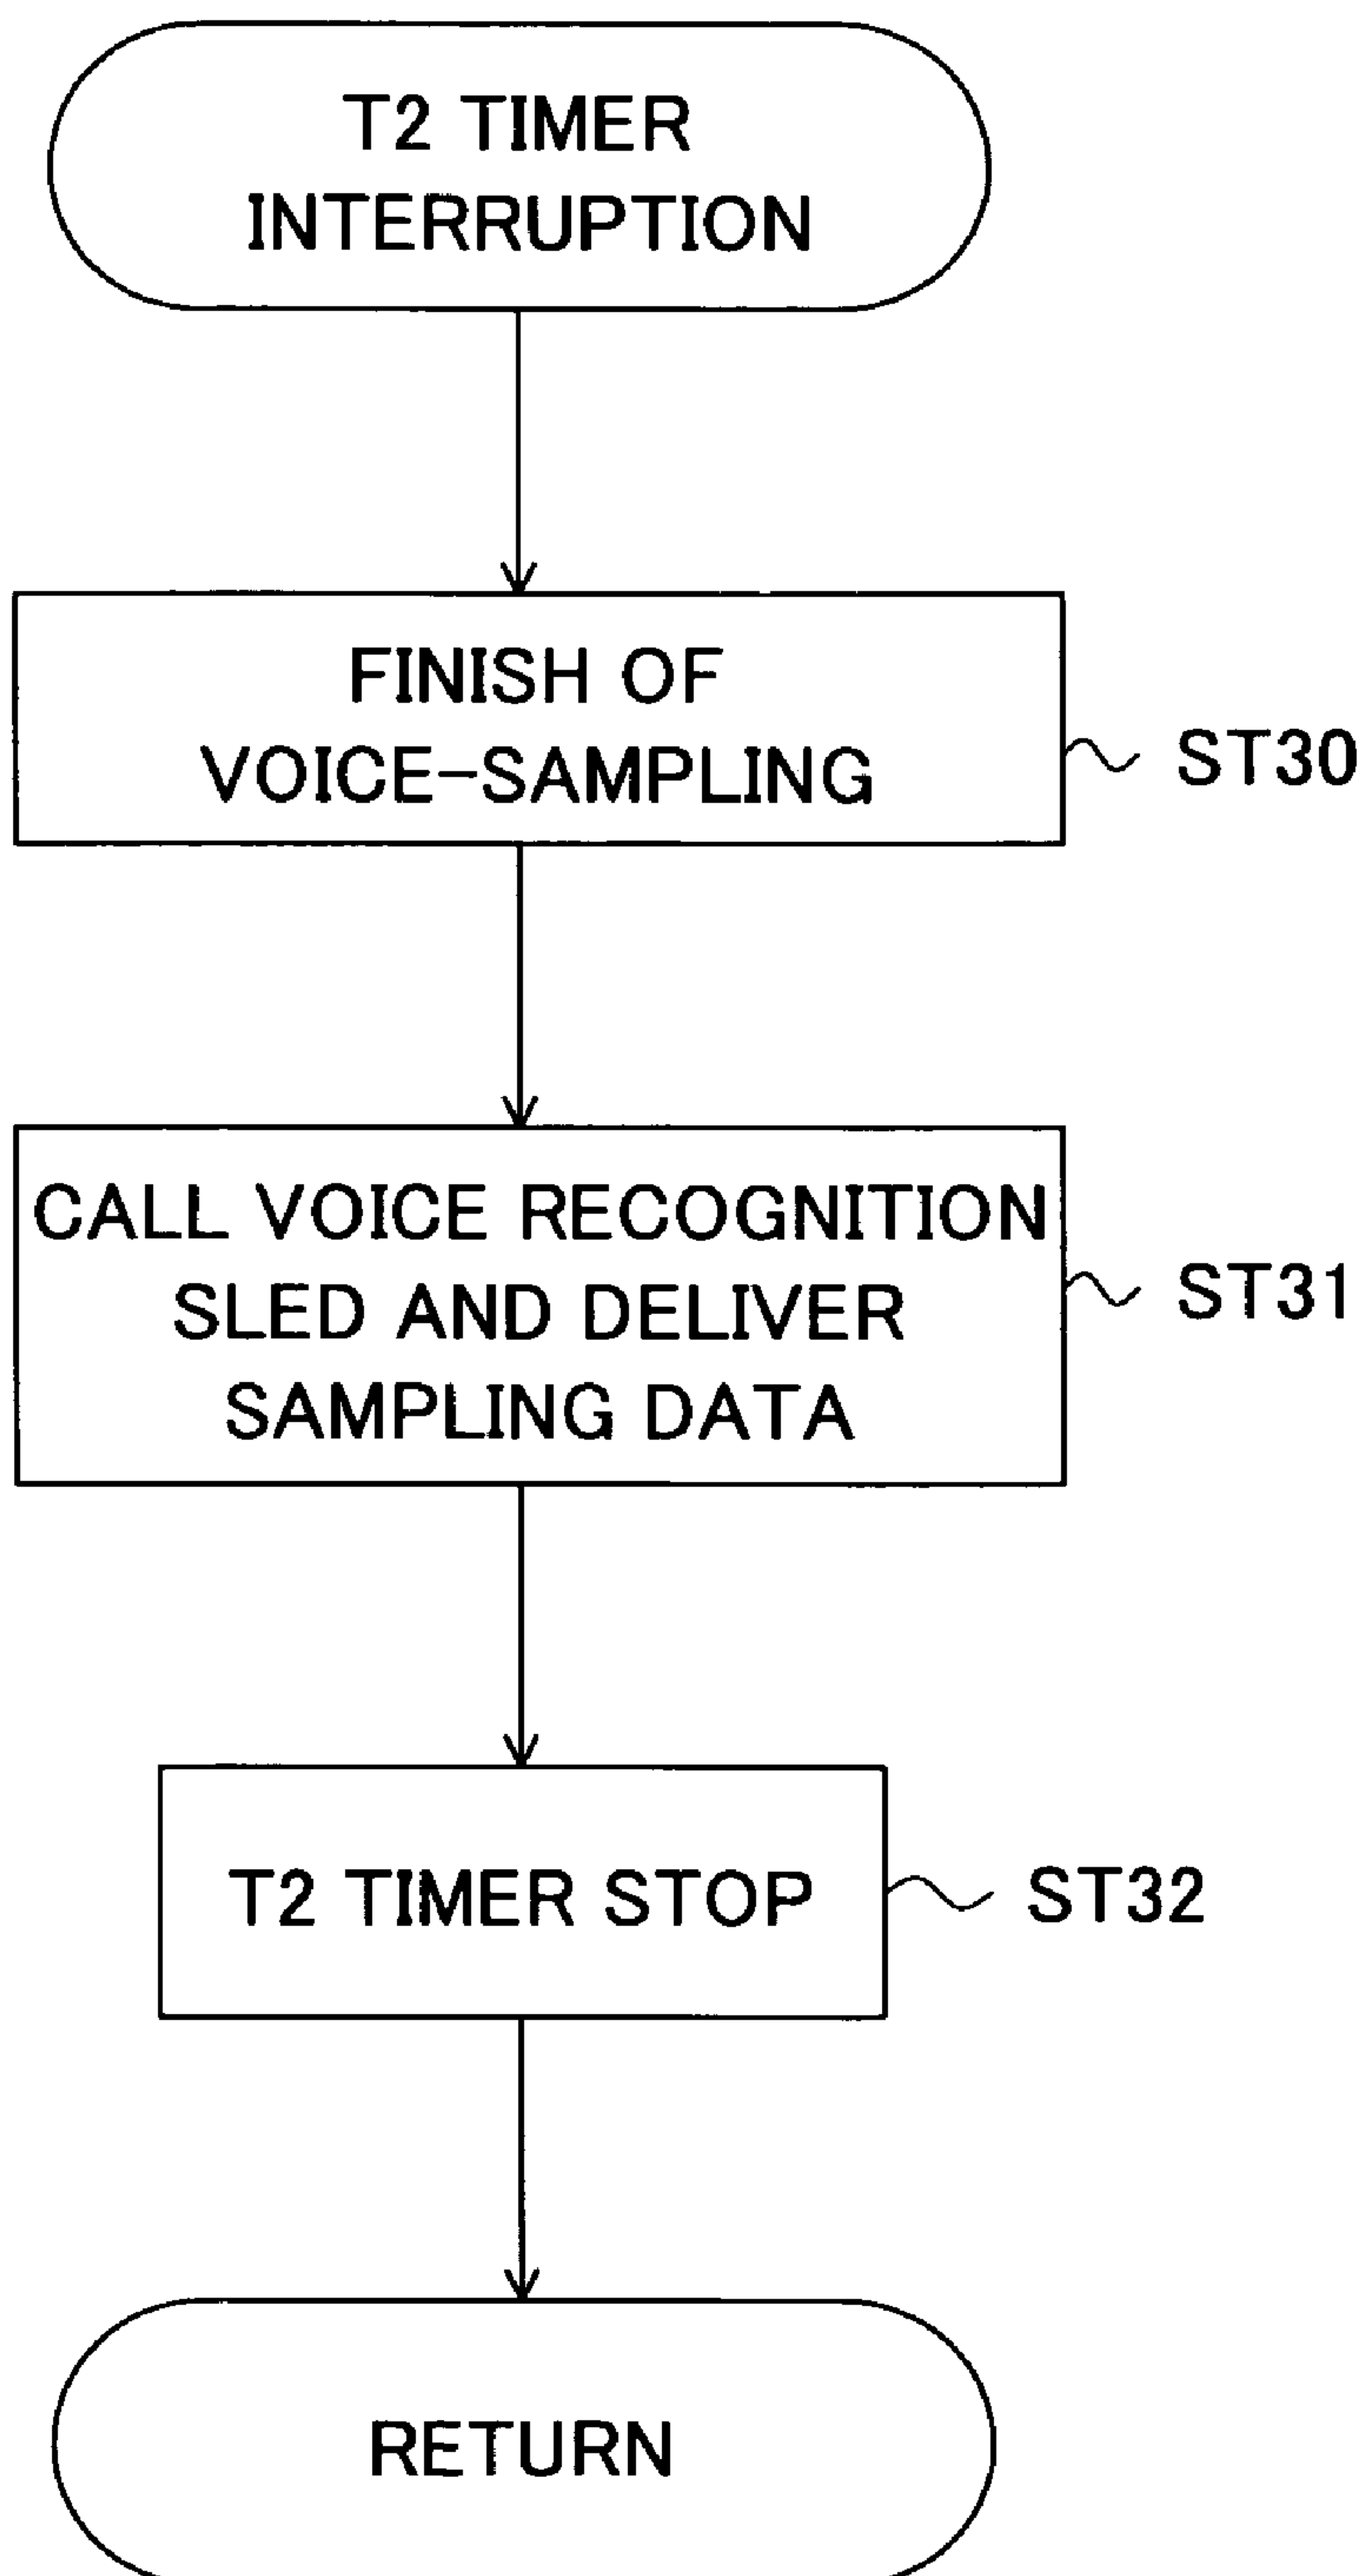 T2 TIMER
INTERRUPTION
FINISH OF
VOICE-SAMPLING
ST30
CALL VOICE RECOGNITION
SLED AND DELIVER
SAMPLING DATA
ST31
T2 TIMER STOP
ST32
RETURN